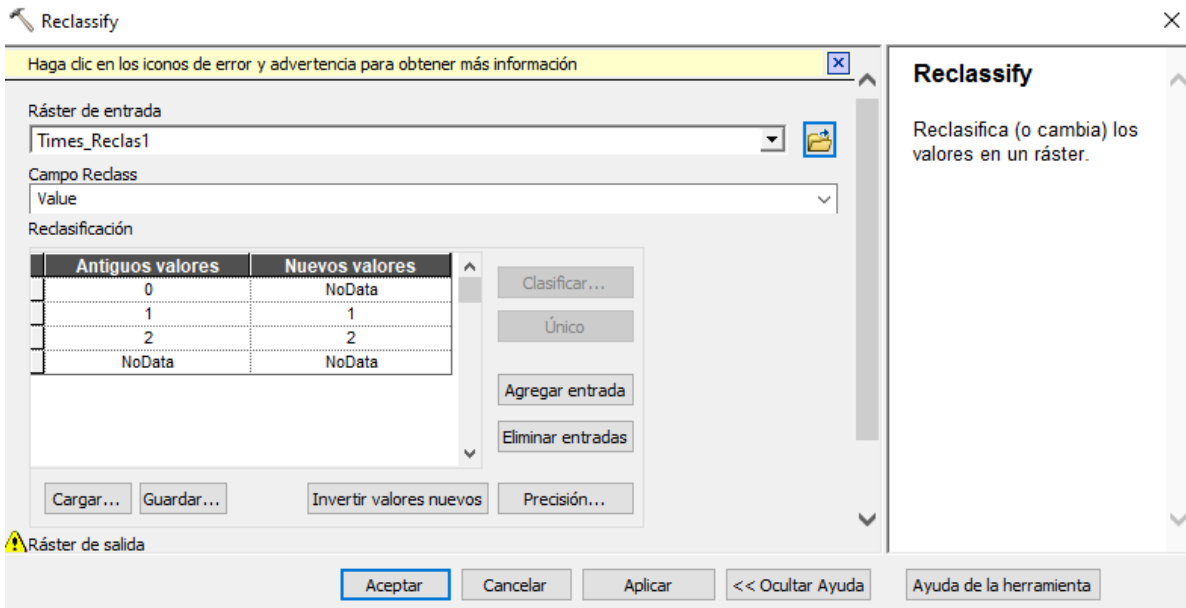 Reclassify
Haga clic en los iconos de error y advertencia para obtener más información
Ráster de entrada
Times_Reclas1
Campo Reclass
Value
Reclasificación
Antiguos valores Nuevos valores
0 NoData
1 1
2 2
NoData NoData
Clasificar...
Único
Agregar entrada
Eliminar entradas
Cargar... Guardar... Invertir valores nuevos Precisión...
Ráster de salida
Reclassify
Reclasifica (o cambia) los
valores en un ráster.
Aceptar Cancelar Aplicar << Ocultar Ayuda Ayuda de la herramienta